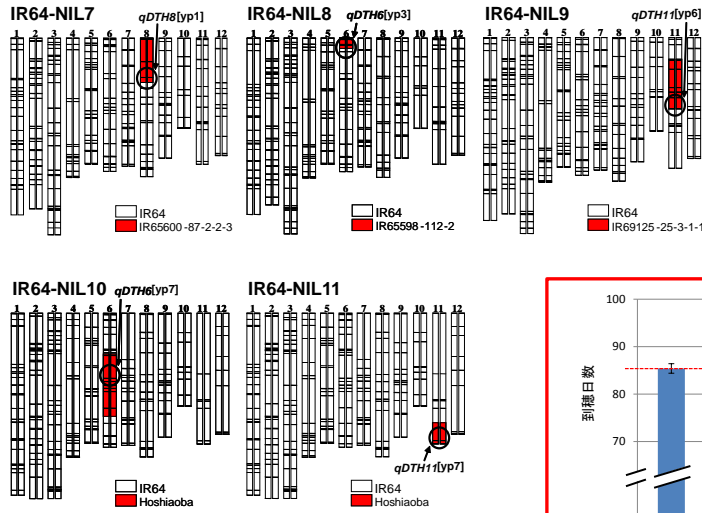 IR64-NIL7
qDTH8[yp1]
1 2 3 4 5 6 7 8 9 10 11 12
IR64
IR65600-87-2-2-3
IR64-NIL8
qDTH6[yp3]
1 2 3 4 5 6 7 8 9 10 11 12
IR64
IR65598-112-2
IR64-NIL9
qDTH11[yp6]
1 2 3 4 5 6 7 8 9 10 11 12
IR64
IR69125-25-3-1-1
IR64-NIL10
qDTH6[yp7]
1 2 3 4 5 6 7 8 9 10 11 12
IR64
Hoshiaoba
IR64-NIL11
1 2 3 4 5 6 7 8 9 10 11 12
qDTH11[yp7]
IR64
Hoshiaoba
100
90
80
70
到穂日数